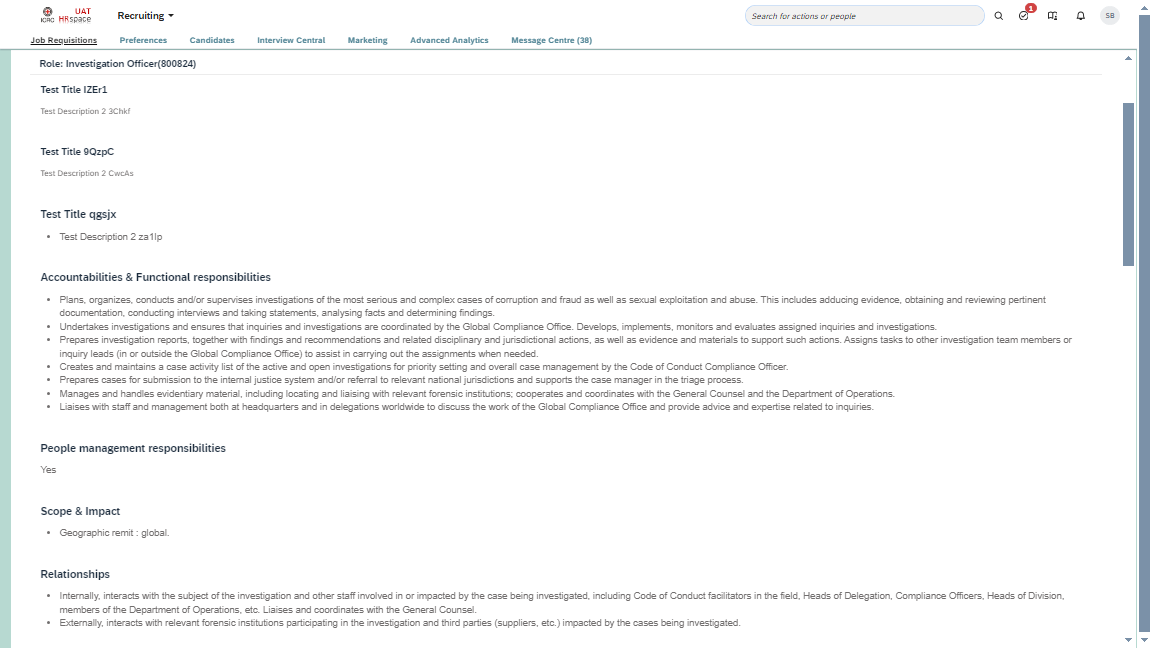 ICRC
UAT
HRspace
Recruiting
Search for actions or people
1
SB
Job Requisitions
Preferences
Candidates
Interview Central
Marketing
Advanced Analytics
Message Centre (38)
Role: Investigation Officer(800824)
Test Title IZEr1
Test Description 2 3Chkf
Test Title 9QzpC
Test Description 2 CwcAs
Test Title qgsjx
• Test Description 2 za1lp
Accountabilities & Functional responsibilities
• Plans, organizes, conducts and/or supervises investigations of the most serious and complex cases of corruption and fraud as well as sexual exploitation and abuse. This includes adducing evidence, obtaining and reviewing pertinent
documentation, conducting interviews and taking statements, analysing facts and determining findings.
• Undertakes investigations and ensures that inquiries and investigations are coordinated by the Global Compliance Office. Develops, implements, monitors and evaluates assigned inquiries and investigations.
• Prepares investigation reports, together with findings and recommendations and related disciplinary and jurisdictional actions, as well as evidence and materials to support such actions. Assigns tasks to other investigation team members or
inquiry leads (in or outside the Global Compliance Office) to assist in carrying out the assignments when needed.
• Creates and maintains a case activity list of the active and open investigations for priority setting and overall case management by the Code of Conduct Compliance Officer.
• Prepares cases for submission to the internal justice system and/or referral to relevant national jurisdictions and supports the case manager in the triage process.
• Manages and handles evidentiary material, including locating and liaising with relevant forensic institutions; cooperates and coordinates with the General Counsel and the Department of Operations.
• Liaises with staff and management both at headquarters and in delegations worldwide to discuss the work of the Global Compliance Office and provide advice and expertise related to inquiries.
People management responsibilities
Yes
Scope & Impact
• Geographic remit : global.
Relationships
• Internally, interacts with the subject of the investigation and other staff involved in or impacted by the case being investigated, including Code of Conduct facilitators in the field, Heads of Delegation, Compliance Officers, Heads of Division,
members of the Department of Operations, etc. Liaises and coordinates with the General Counsel.
• Externally, interacts with relevant forensic institutions participating in the investigation and third parties (suppliers, etc.) impacted by the cases being investigated.